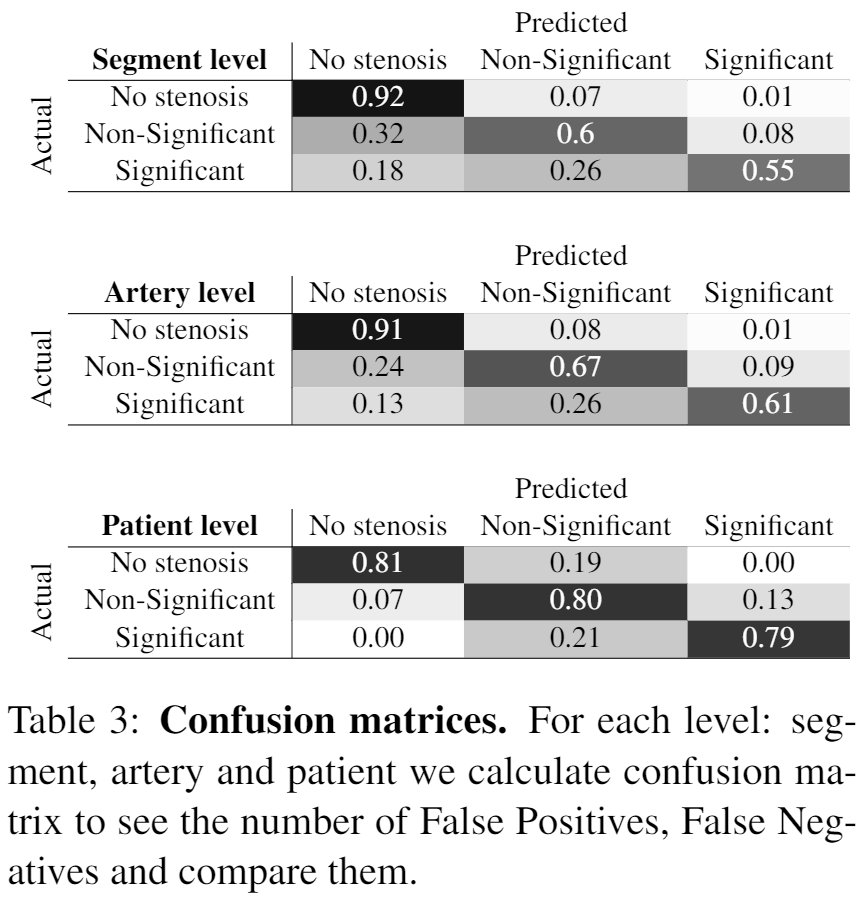 Predicted
Segment level No stenosis Non-Significant Significant
Actual
No stenosis 0.92 0.07 0.01
Non-Significant 0.32 0.6 0.08
Significant 0.18 0.26 0.55
Predicted
Artery level No stenosis Non-Significant Significant
Actual
No stenosis 0.91 0.08 0.01
Non-Significant 0.24 0.67 0.09
Significant 0.13 0.26 0.61
Predicted
Patient level No stenosis Non-Significant Significant
Actual
No stenosis 0.81 0.19 0.00
Non-Significant 0.07 0.80 0.13
Significant 0.00 0.21 0.79
Table 3: Confusion matrices. For each level: seg-
ment, artery and patient we calculate confusion ma-
trix to see the number of False Positives, False Neg-
atives and compare them.